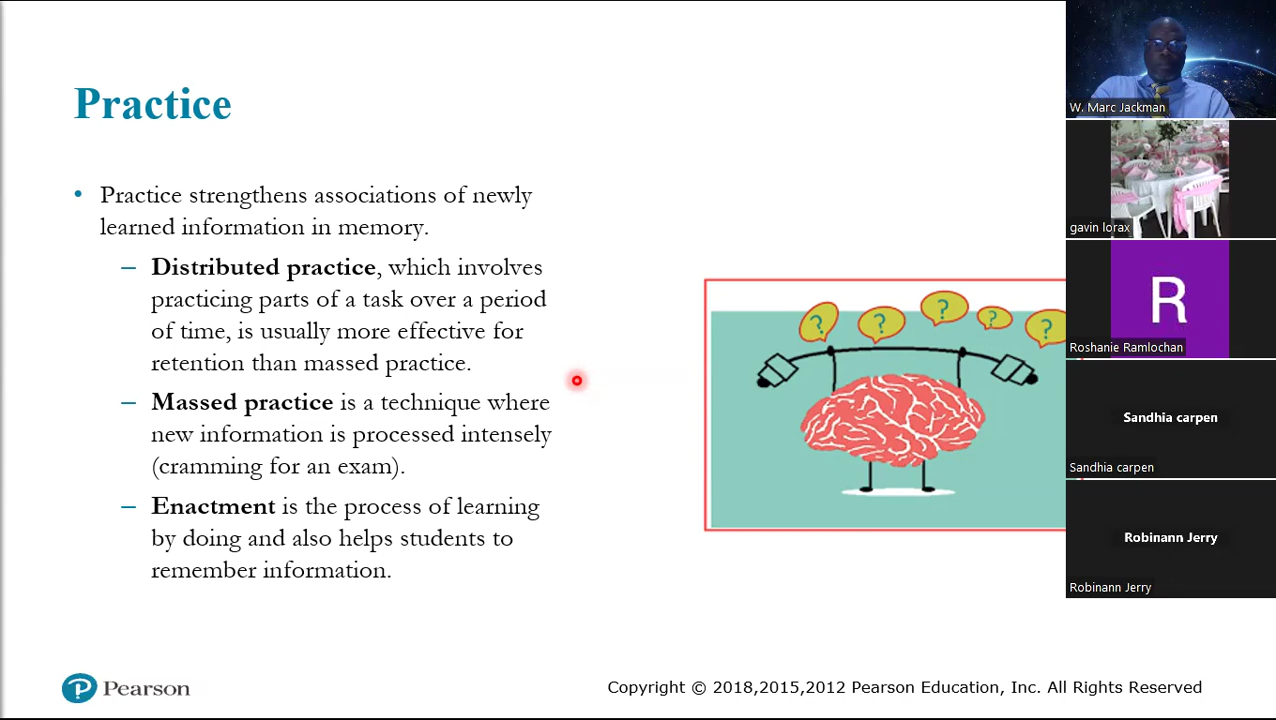 Practice
• Practice strengthens associations of newly
learned information in memory.
– Distributed practice, which involves
practicing parts of a task over a period
of time, is usually more effective for
retention than massed practice.
– Massed practice is a technique where
new information is processed intensely
(cramming for an exam).
– Enactment is the process of learning
by doing and also helps students to
remember information.
? ? ? ? ?
Pearson
Copyright © 2018,2015,2012 Pearson Education, Inc. All Rights Reserved
W. Marc Jackman
gavin lorax
R
Roshanie Ramlochan
Sandhia carpen
Sandhia carpen
Robinann Jerry
Robinann Jerry